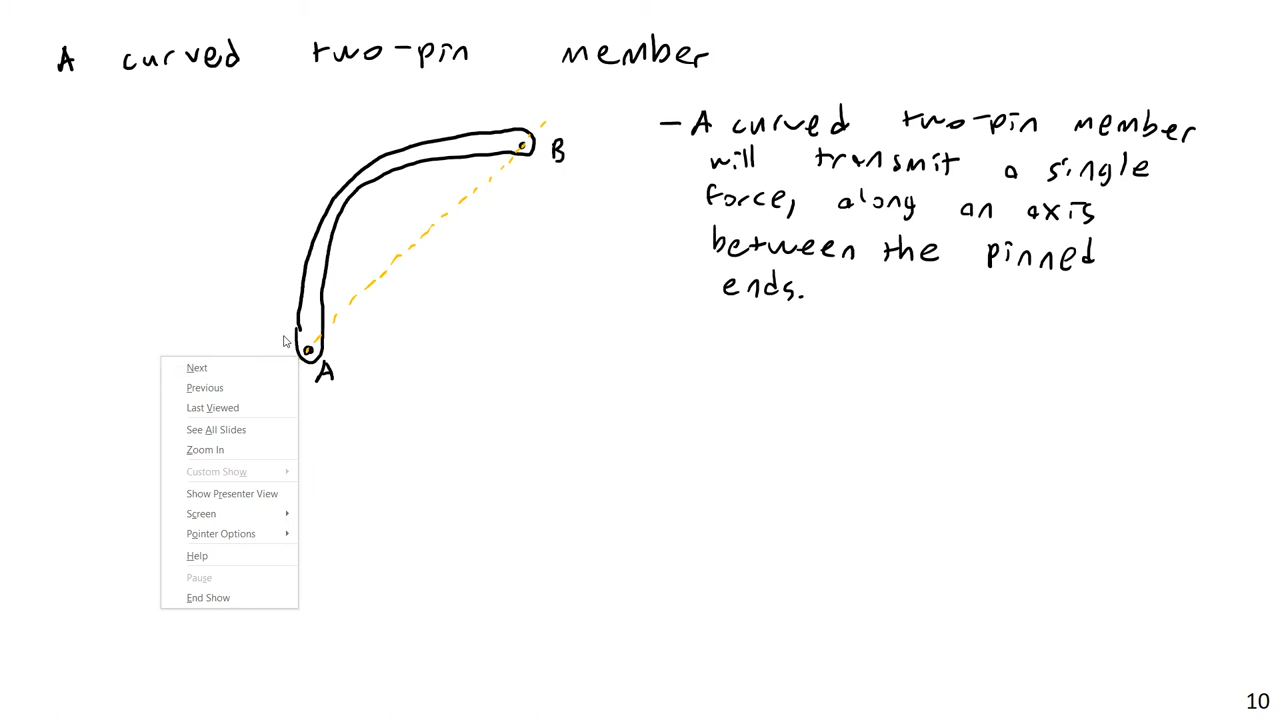 A curved two-pin member
- A curved two-pin member
will transmit a single
force, along an axis
between the pinned
ends.
B
A
Next
Previous
Last Viewed
See All Slides
Zoom In
Custom Show
Show Presenter View
Screen
Pointer Options
Help
Pause
End Show
10